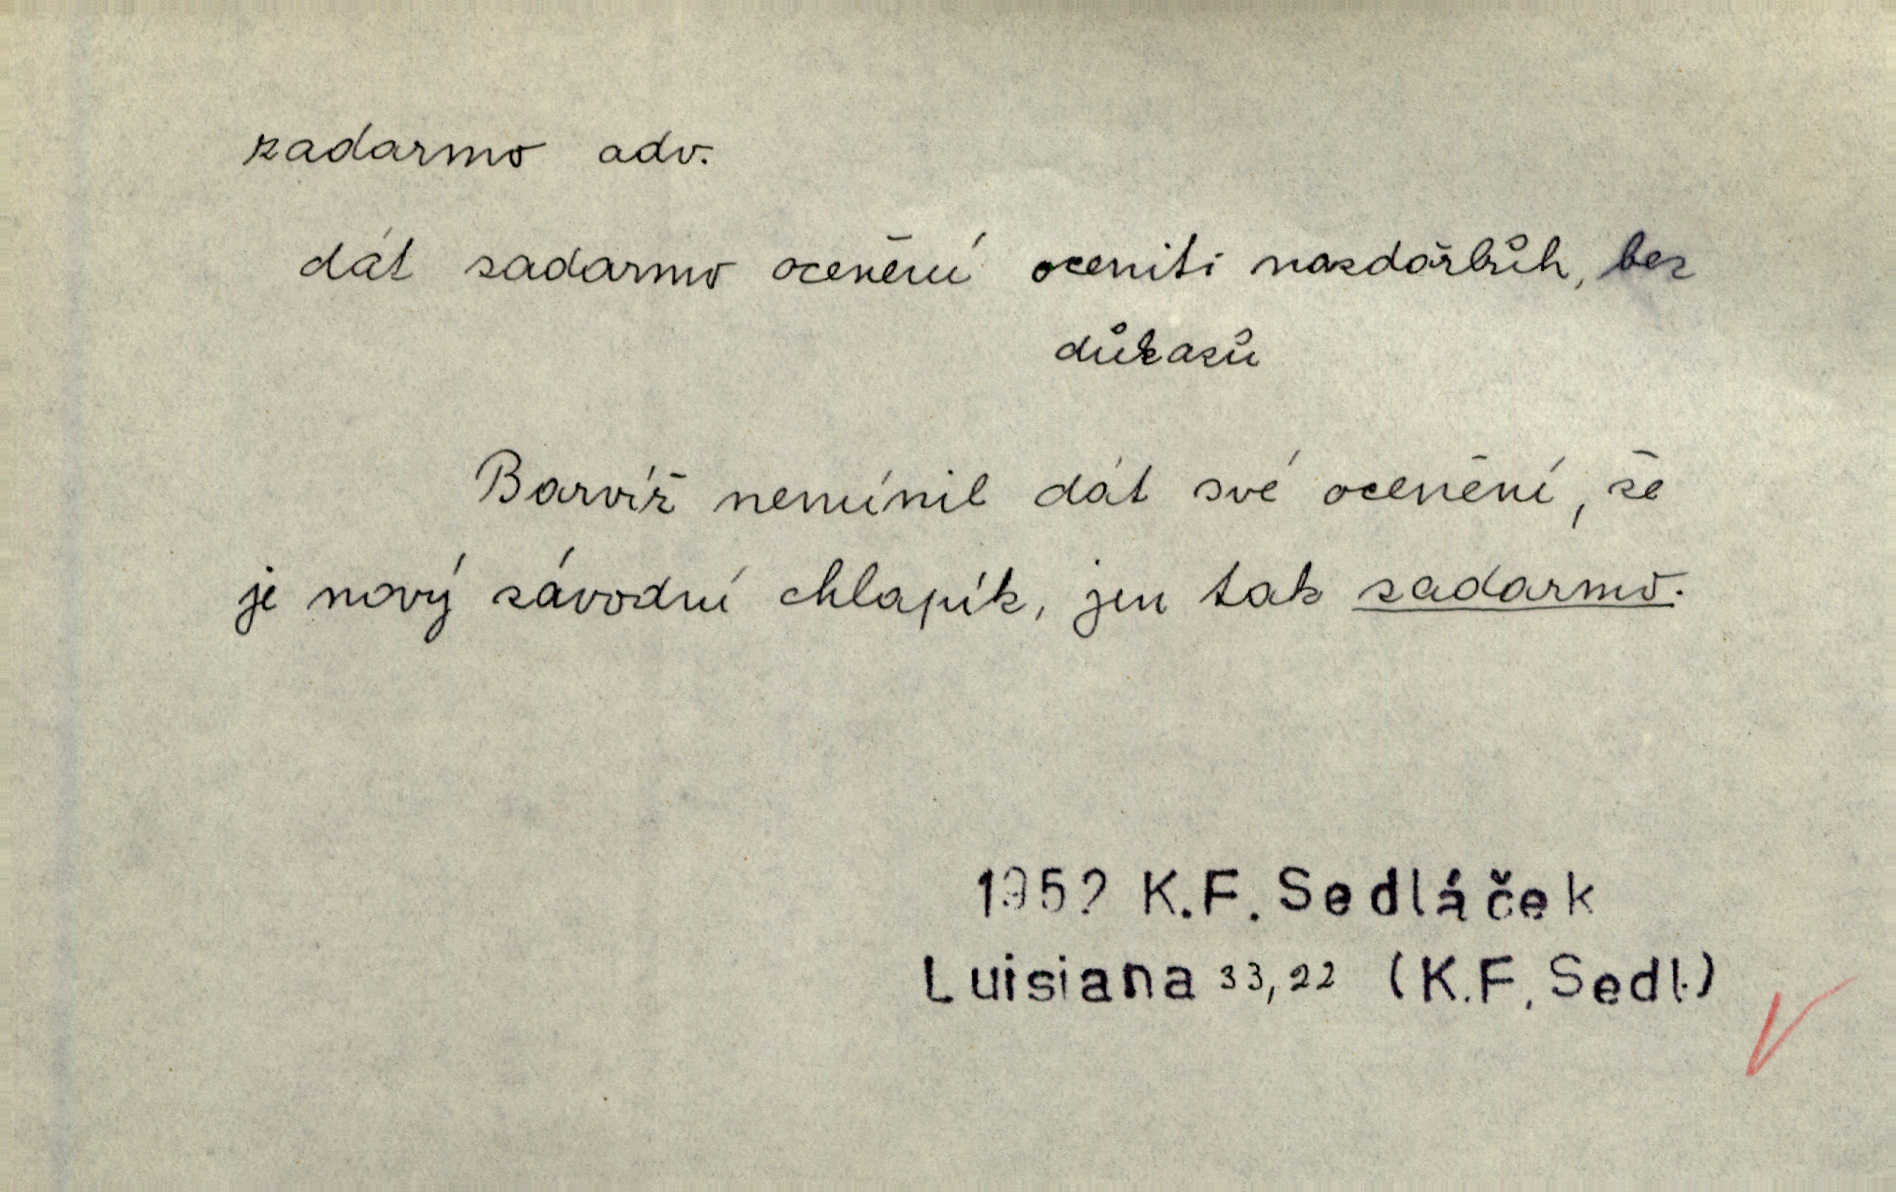 zadarmo adv.
dát zadarmo ocenění oceniti nazdařbůh, bez
důkazů
Barvíř nemínil dát své ocenění, že
je nový závodní chlapík, jen tak zadarmo.
1952 K.F. Sedláček
Luisiana 33,22 (K.F. Sedl.)